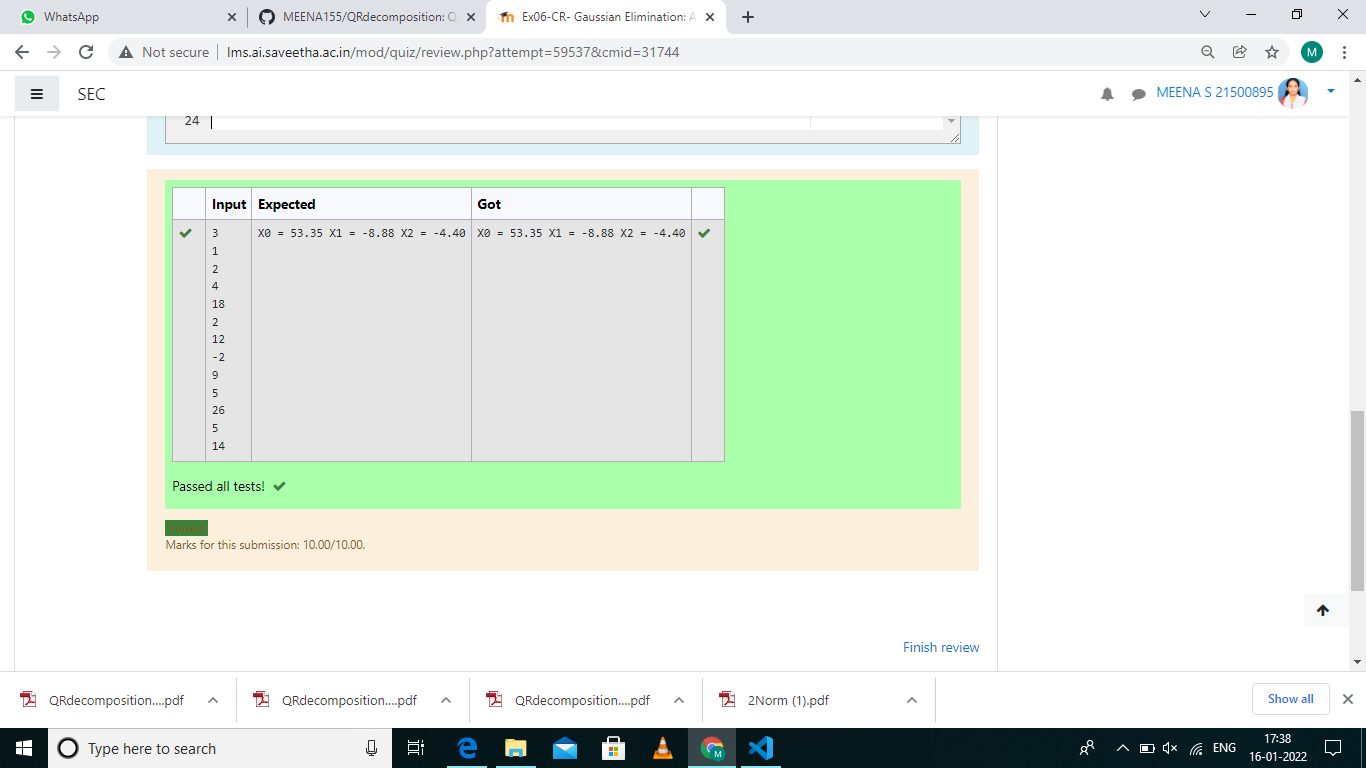 WhatsApp
MEENA155/QRdecomposition: Q
Ex06-CR- Gaussian Elimination: A
Not secure
lms.ai.saveetha.ac.in/mod/quiz/review.php?attempt=59537&cmid=31744
M
SEC
MEENA S 21500895
24
Input Expected Got
3 X0 = 53.35 X1 = -8.88 X2 = -4.40 X0 = 53.35 X1 = -8.88 X2 = -4.40
1
2
4
18
2
12
-2
9
5
26
5
14
Passed all tests!
Marks for this submission: 10.00/10.00.
Finish review
QRdecomposition....pdf
QRdecomposition....pdf
QRdecomposition....pdf
2Norm (1).pdf
Show all
Type here to search
M
ENG
17:38
16-01-2022